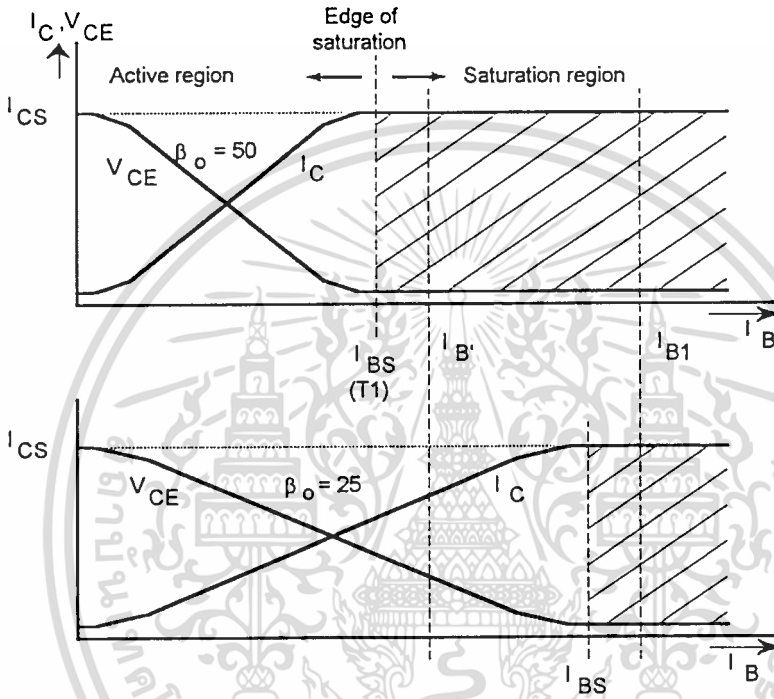 I_C ,V_CE
Edge of
saturation
Active region
Saturation region
I_CS
β_o = 50
V_CE
I_C
I_B
I_BS
(T1)
I_B'
I_B1
I_CS
V_CE
β_o = 25
I_C
I_BS
I_B